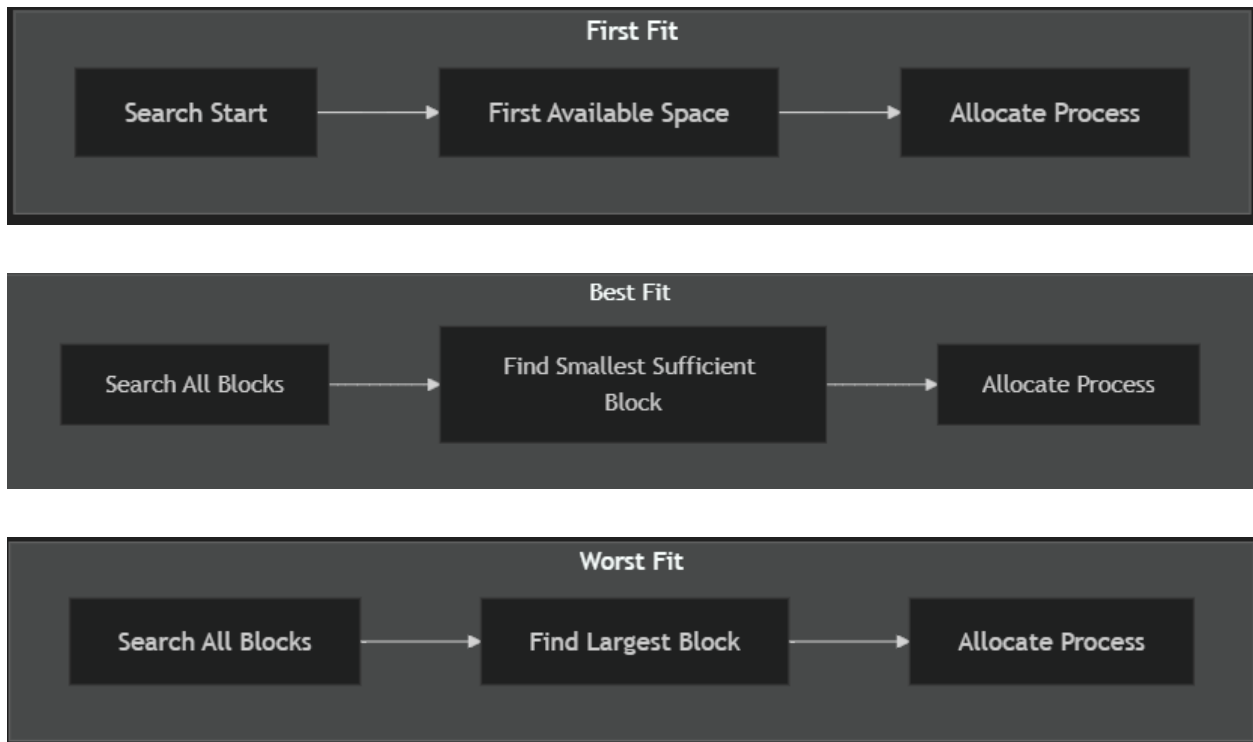 First Fit
Search Start
First Available Space
Allocate Process
Best Fit
Search All Blocks
Find Smallest Sufficient
Block
Allocate Process
Worst Fit
Search All Blocks
Find Largest Block
Allocate Process